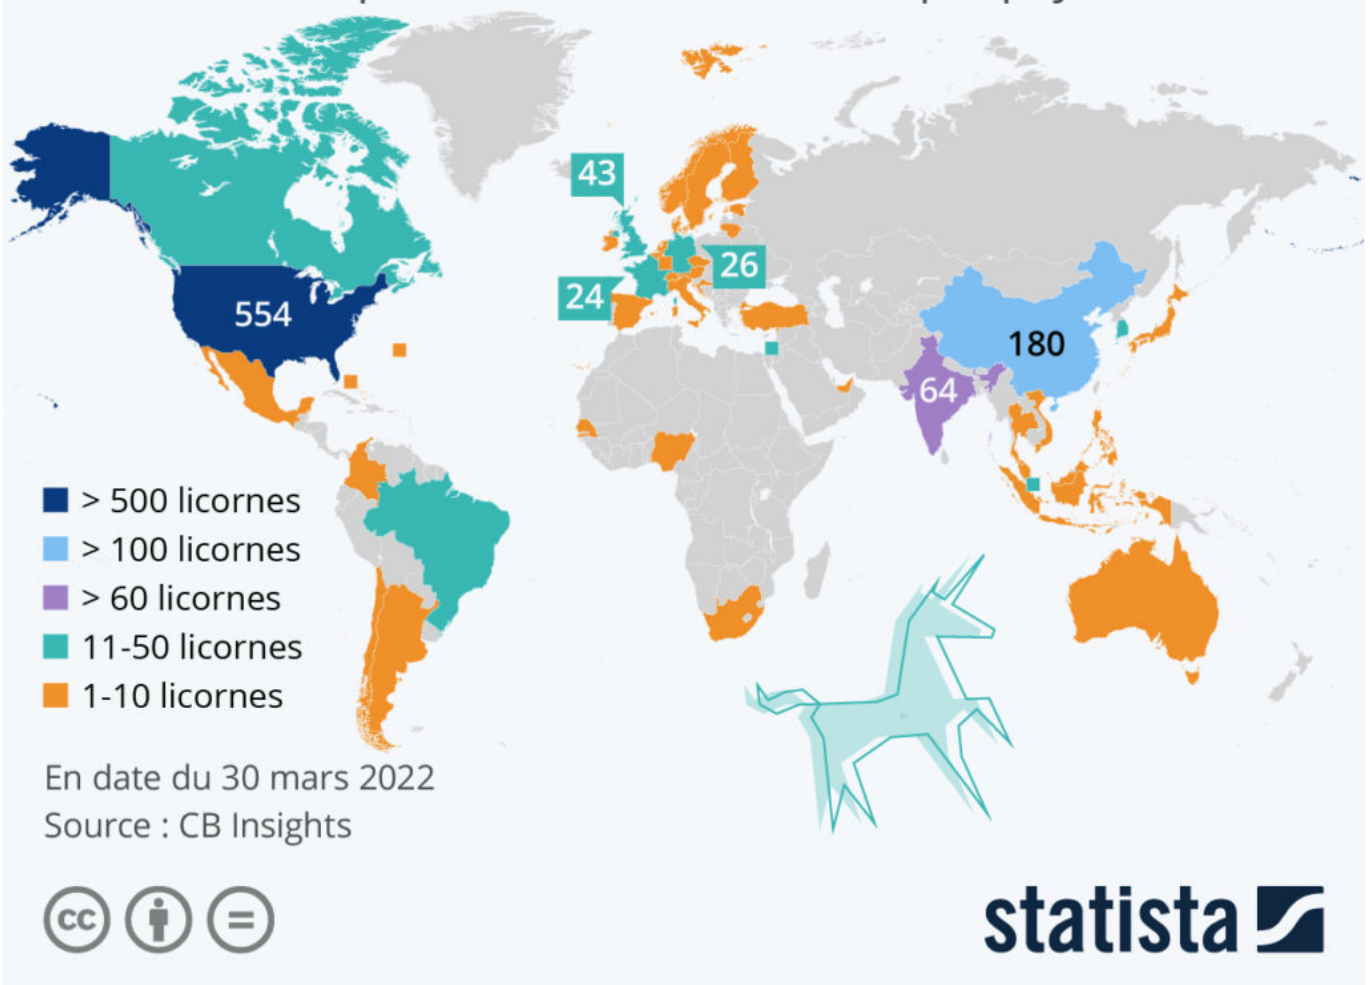 43
26
24
554
180
64
> 500 licornes
> 100 licornes
> 60 licornes
11-50 licornes
1-10 licornes
En date du 30 mars 2022
Source : CB Insights
cc
statista